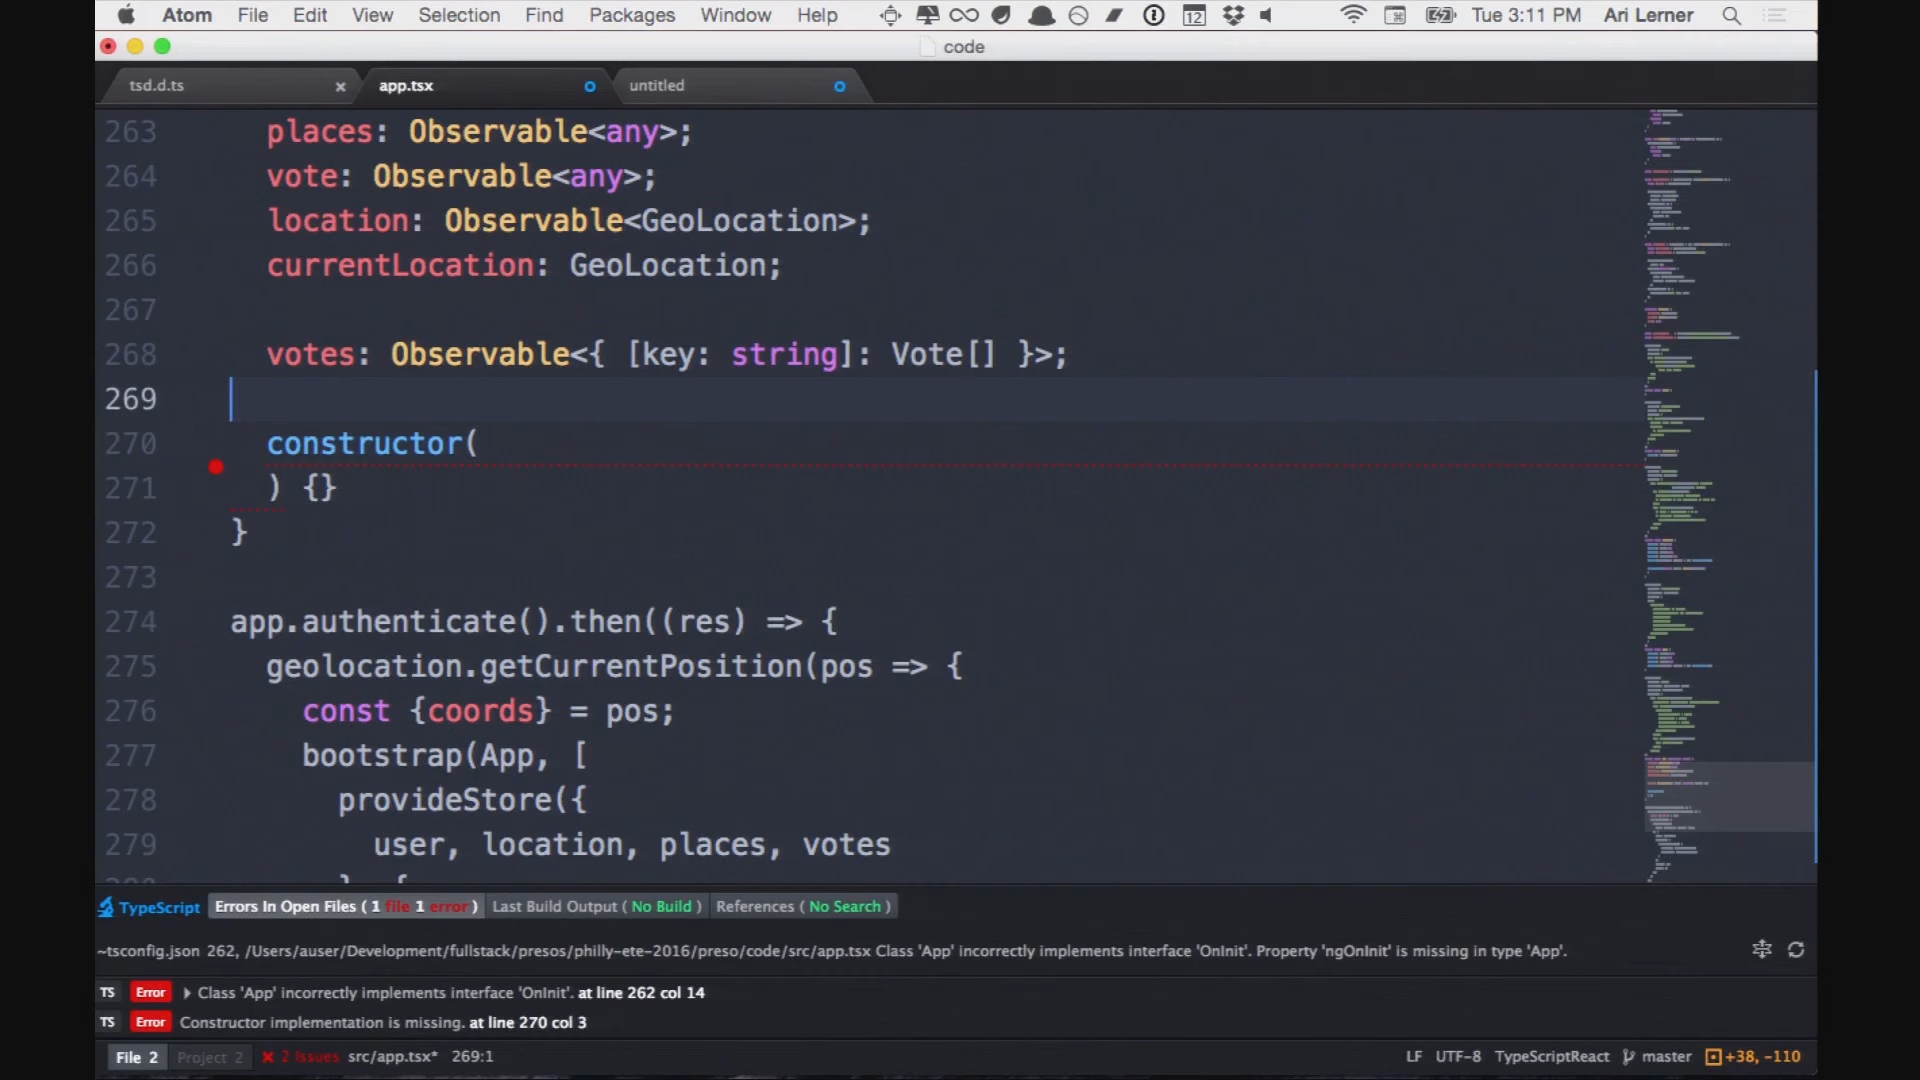 Atom File Edit View Selection Find Packages Window Help 12 Tue 3:11 PM Ari Lerner
code
tsd.d.ts app.tsx untitled
263 places: Observable<any>;
264 vote: Observable<any>;
265 location: Observable<GeoLocation>;
266 currentLocation: GeoLocation;
267
268 votes: Observable<{ [key: string]: Vote[] }>;
269
270 constructor(
271 ) {}
272 }
273
274 app.authenticate().then((res) => {
275 geolocation.getCurrentPosition(pos => {
276 const {coords} = pos;
277 bootstrap(App, [
278 provideStore({
279 user, location, places, votes
TypeScript Errors In Open Files ( 1 file 1 error ) Last Build Output ( No Build ) References ( No Search )
~tsconfig.json 262, /Users/auser/Development/fullstack/presos/philly-ete-2016/preso/code/src/app.tsx Class 'App' incorrectly implements interface 'OnInit'. Property 'ngOnInit' is missing in type 'App'.
TS Error Class 'App' incorrectly implements interface 'OnInit'. at line 262 col 14
TS Error Constructor implementation is missing. at line 270 col 3
File 2 Project 2 2 Issues src/app.tsx* 269:1 LF UTF-8 TypeScriptReact master +38, -110